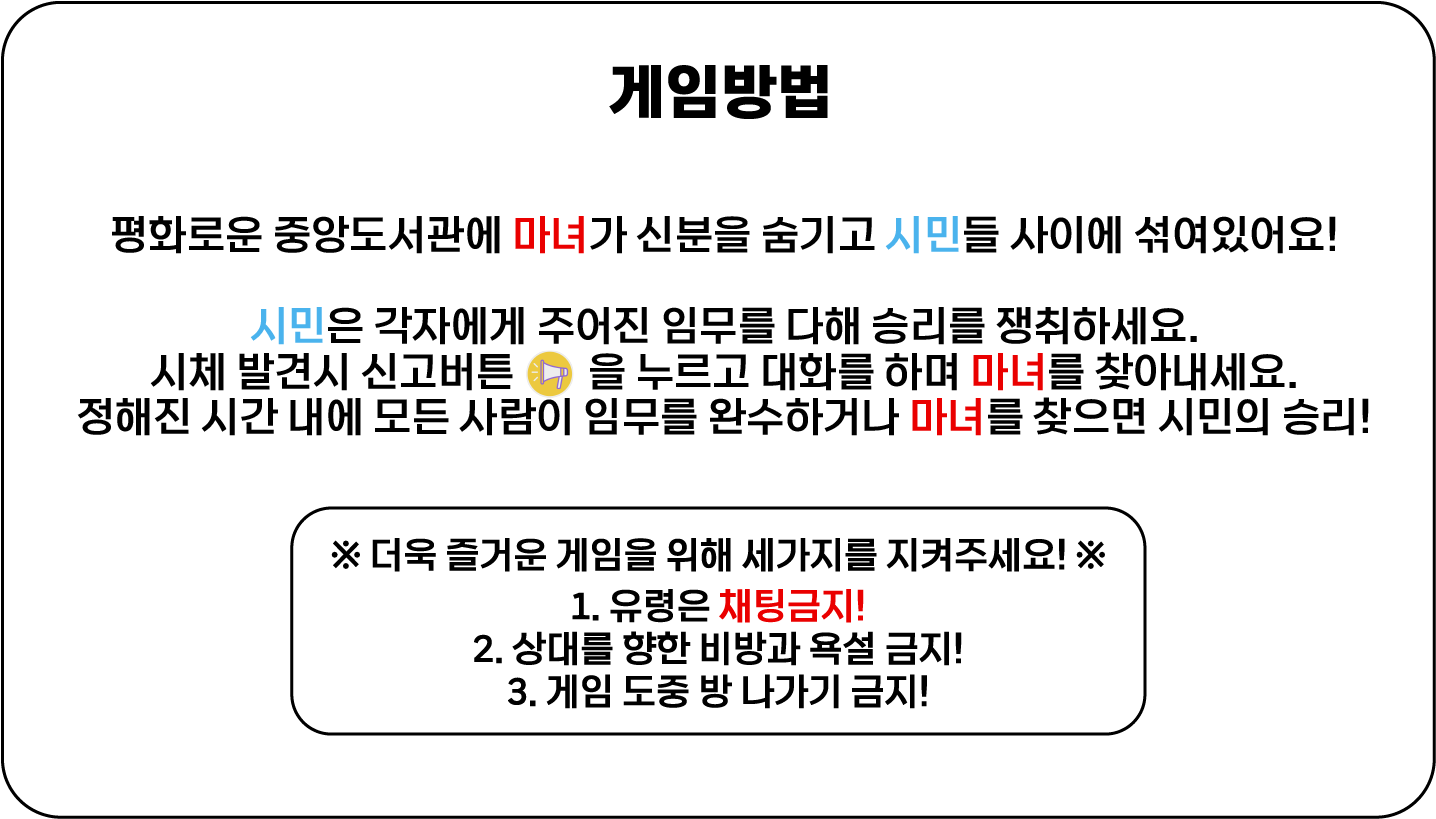 게임방법
평화로운 중앙도서관에 마녀가 신분을 숨기고 시민들 사이에 섞여있어요!
시민은 각자에게 주어진 임무를 다해 승리를 쟁취하세요.
시체 발견시 신고버튼 을 누르고 대화를 하며 마녀를 찾아내세요.
정해진 시간 내에 모든 사람이 임무를 완수하거나 마녀를 찾으면 시민의 승리!
※ 더욱 즐거운 게임을 위해 세가지를 지켜주세요! ※
1. 유령은 채팅금지!
2. 상대를 향한 비방과 욕설 금지!
3. 게임 도중 방 나가기 금지!